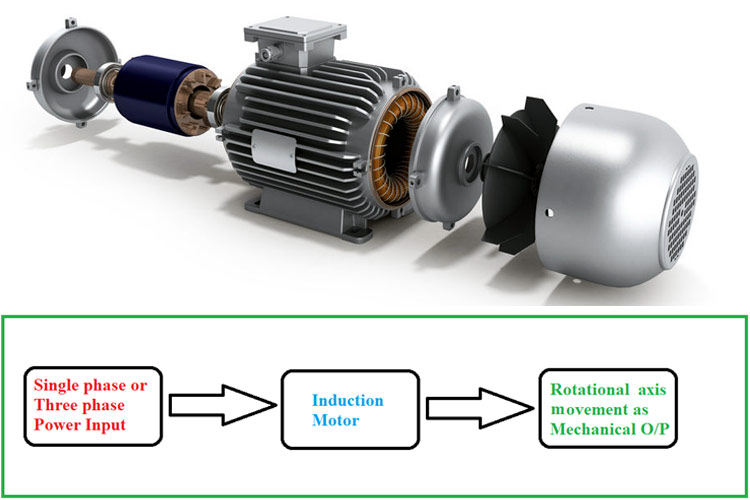 Single phase or
Three phase
Power Input
Induction
Motor
Rotational axis
movement as
Mechanical O/P